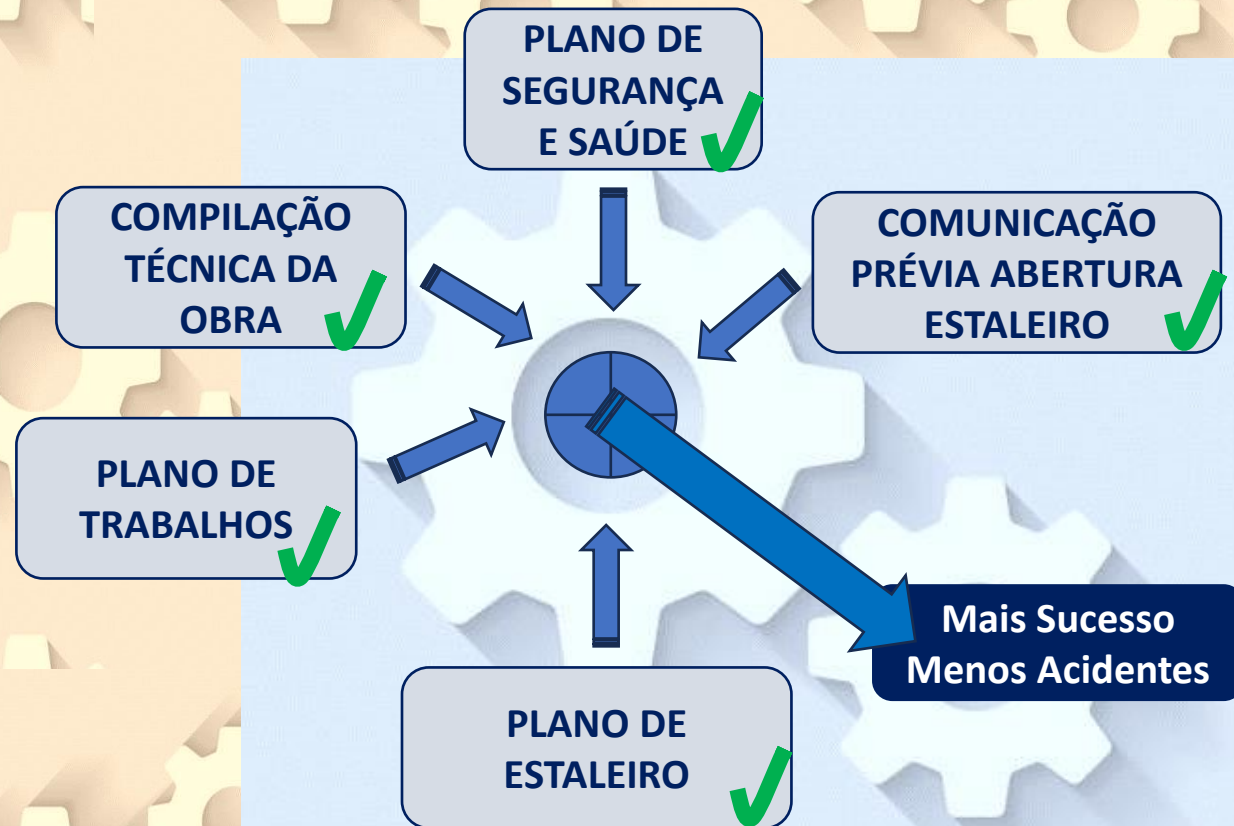 PLANO DE
SEGURANÇA
E SAÚDE
COMPILAÇÃO
TÉCNICA DA
OBRA
COMUNICAÇÃO
PRÉVIA ABERTURA
ESTALEIRO
PLANO DE
TRABALHOS
Mais Sucesso
Menos Acidentes
PLANO DE
ESTALEIRO